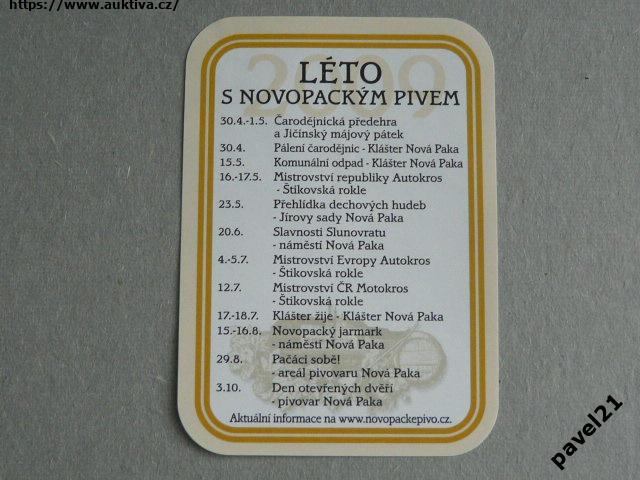 https://www.auktiva.cz/
2009
LÉTO
S NOVOPACKÝM PIVEM
30.4.-1.5. Čarodějnická předehra
a Jičínský májový pátek
30.4. Pálení čarodějnic - Klášter Nová Paka
15.5. Komunální odpad - Klášter Nová Paka
16.-17.5. Mistrovství republiky Autokros
- Štikovská rokle
23.5. Přehlídka dechových hudeb
- Jírovy sady Nová Paka
20.6. Slavnosti Slunovratu
- náměstí Nová Paka
4.-5.7. Mistrovství Evropy Autokros
- Štikovská rokle
12.7. Mistrovství ČR Motokros
- Štikovská rokle
17.-18.7. Klášter žije - Klášter Nová Paka
15.-16.8. Novopacký jarmark
- náměstí Nová Paka
29.8. Pačáci sobě!
- areál pivovaru Nová Paka
3.10. Den otevřených dvěří
- pivovar Nová Paka
Aktuální informace na www.novopackepivo.cz.
pavel21